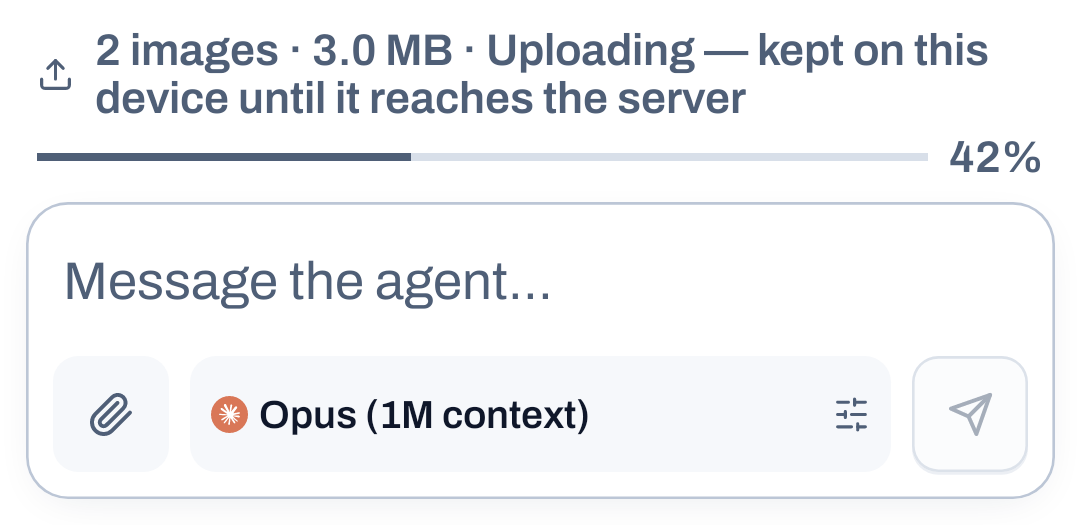 2 images · 3.0 MB · Uploading — kept on this
device until it reaches the server
42%
Message the agent...
Opus (1M context)